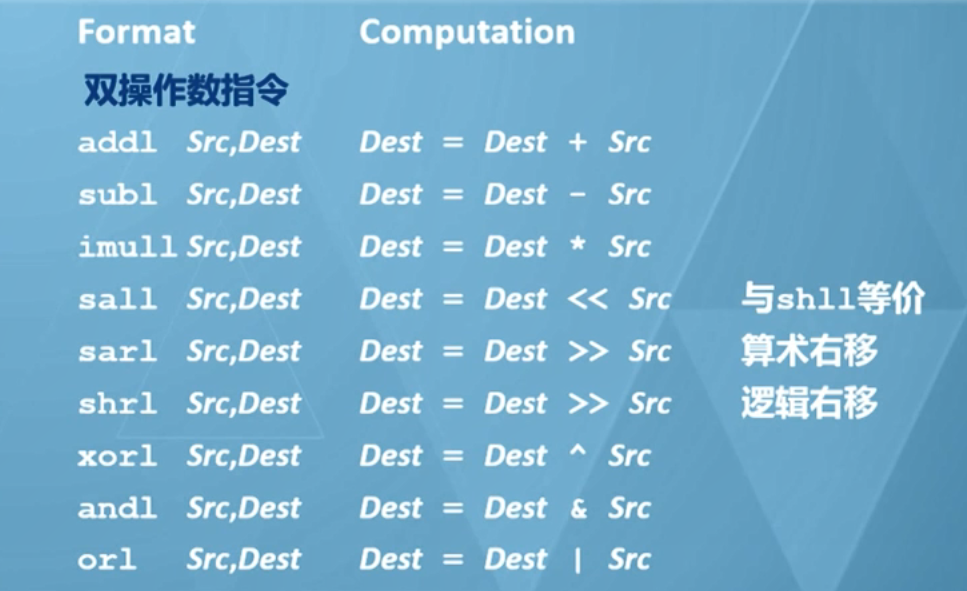 Format Computation
双操作数指令
addl Src,Dest Dest = Dest + Src
subl Src,Dest Dest = Dest - Src
imull Src,Dest Dest = Dest * Src
sall Src,Dest Dest = Dest << Src 与shll等价
sarl Src,Dest Dest = Dest >> Src 算术右移
shrl Src,Dest Dest = Dest >> Src 逻辑右移
xorl Src,Dest Dest = Dest ^ Src
andl Src,Dest Dest = Dest & Src
orl Src,Dest Dest = Dest | Src